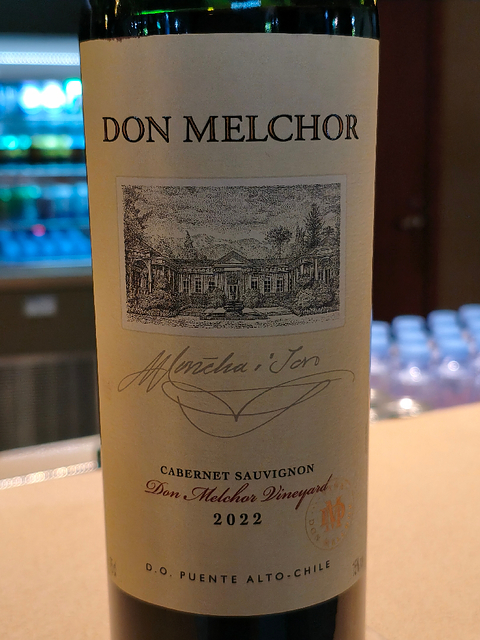 DON MELCHOR
CABERNET SAUVIGNON
Don Melchor Vineyard
2022
D.O. PUENTE ALTO-CHILE